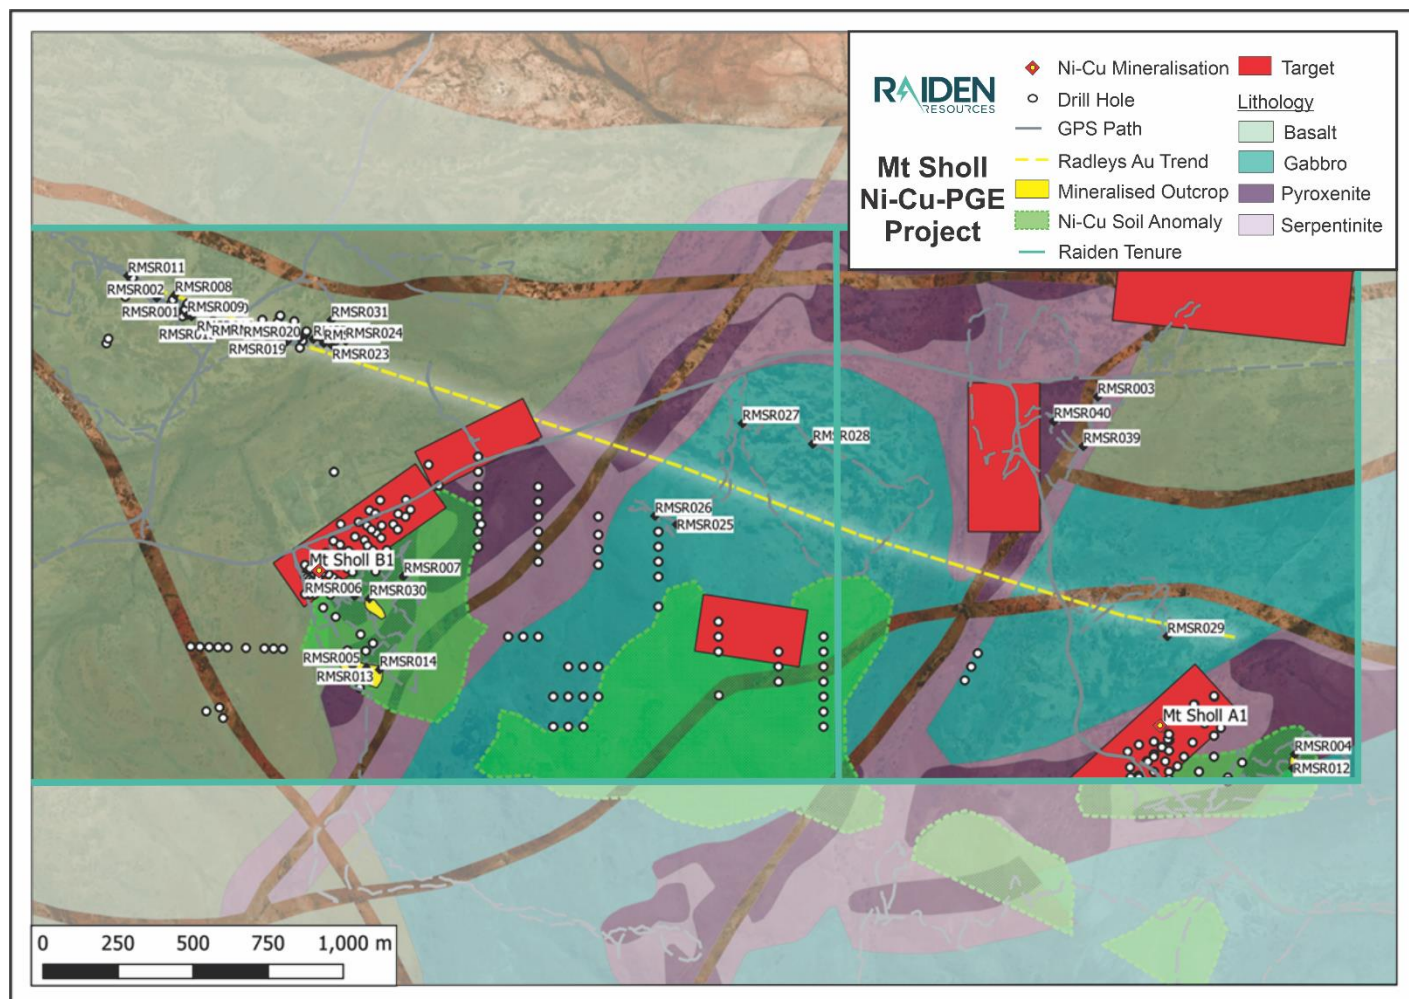 RAIDEN
RESOURCES
Mt Sholl
Ni-Cu-PGE
Project
Ni-Cu Mineralisation
Drill Hole
GPS Path
Radleys Au Trend
Mineralised Outcrop
Ni-Cu Soil Anomaly
Raiden Tenure
Target
Lithology
Basalt
Gabbro
Pyroxenite
Serpentinite
RMSR011
RMSR002
RMSR008
RMSR001
RMSR009
RMSR031
RMSR020
RMSR024
RMSR019
RMSR023
RMSR003
RMSR040
RMSR039
RMSR027
RMSR028
RMSR026
RMSR025
Mt Sholl B1
RMSR007
RMSR006
RMSR030
RMSR005
RMSR014
RMSR013
RMSR029
Mt Sholl A1
RMSR004
RMSR012
0 250 500 750 1,000 m